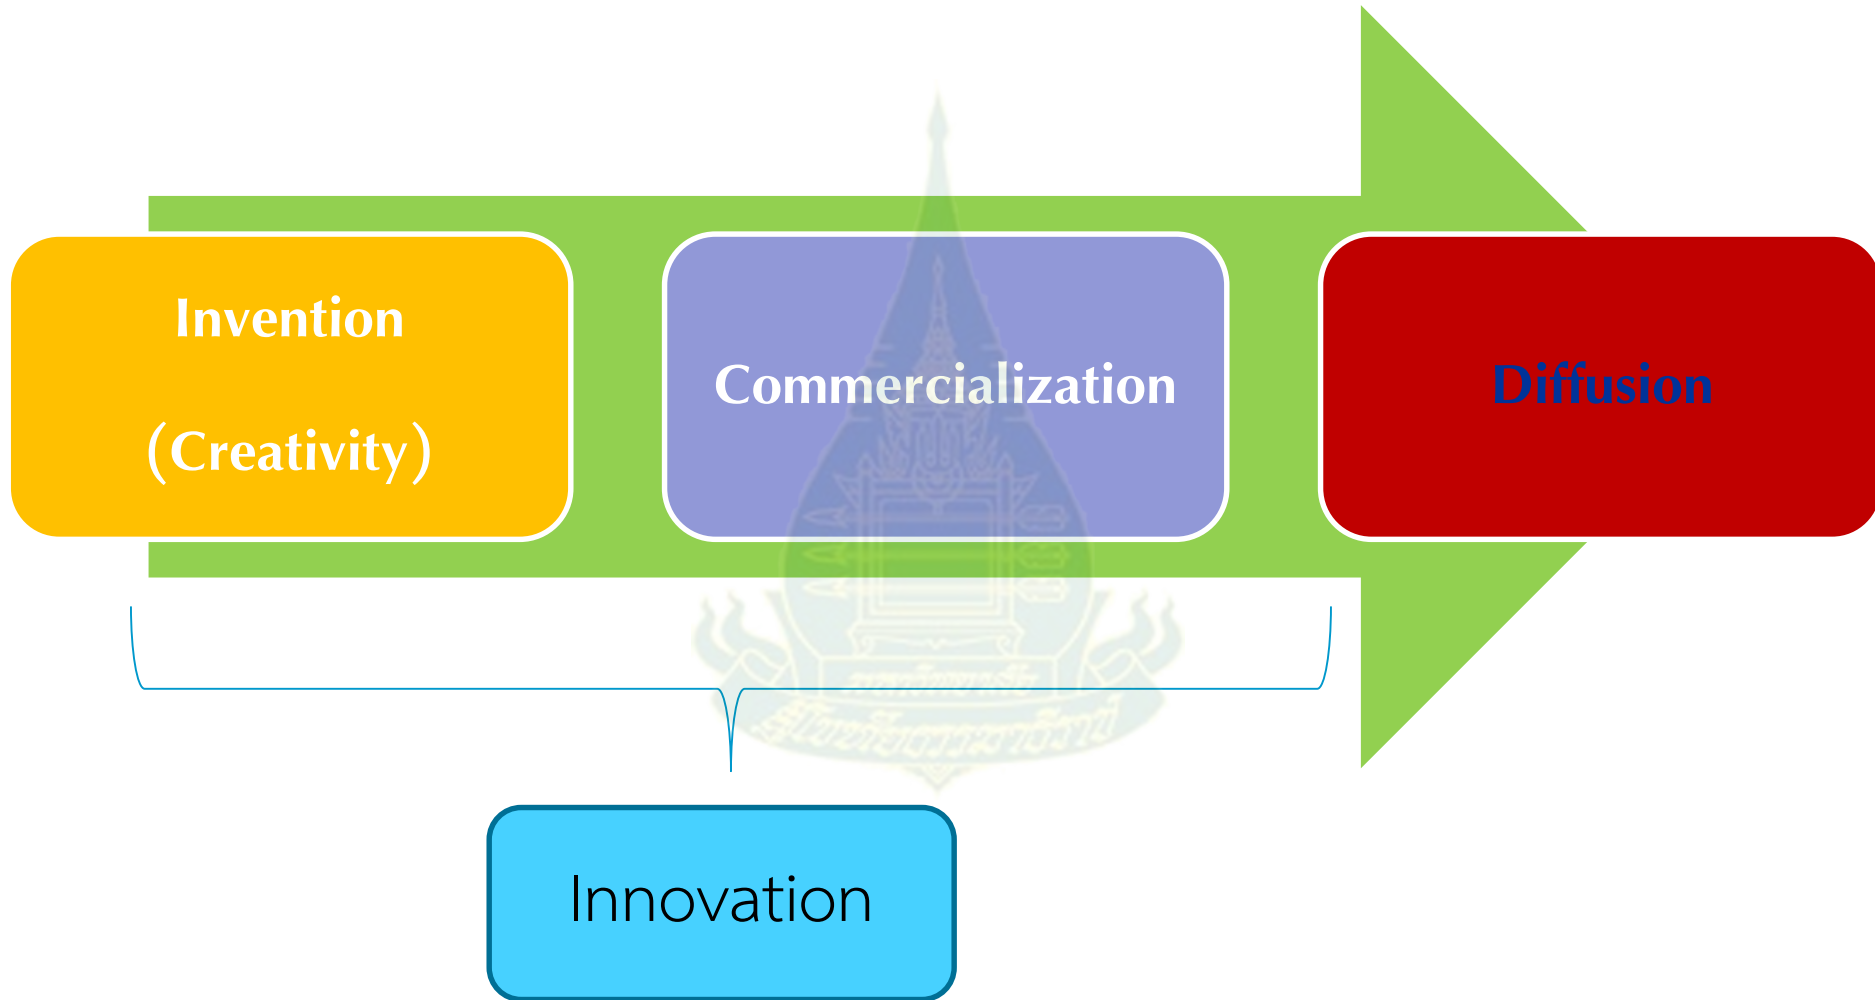 Invention
(Creativity)
Commercialization
Diffusion
Innovation